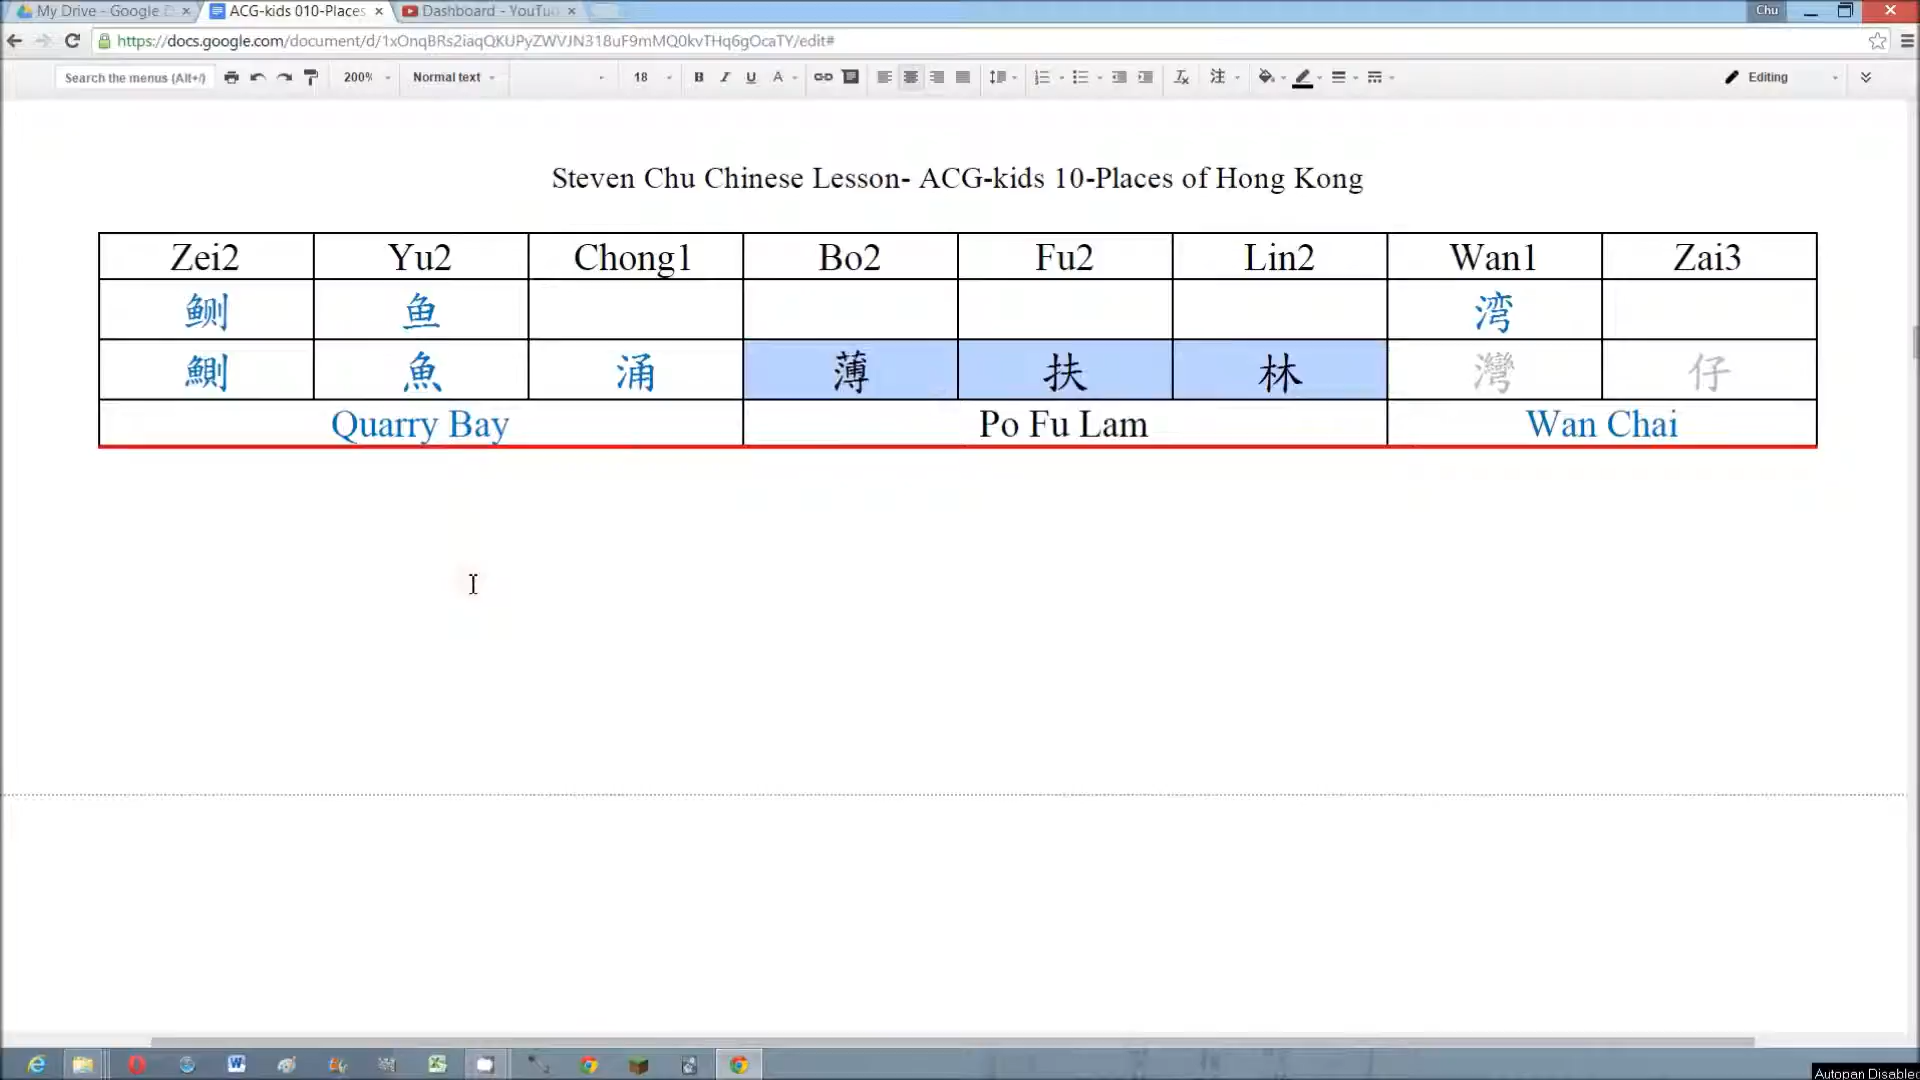 My Drive - Google D
ACG-kids 010-Places
Dashboard - YouTu
Chu
https://docs.google.com/document/d/1xOnqBRs2iaqQKUPyZWVJN318uF9mMQ0kvTHq6gOcaTY/edit#
Search the menus (Alt+/) 200% Normal text 18 B I U A 注 Editing
Steven Chu Chinese Lesson- ACG-kids 10-Places of Hong Kong
Zei2 Yu2 Chong1 Bo2 Fu2 Lin2 Wan1 Zai3
鲗 鱼 湾
鰂 魚 涌 薄 扶 林 灣 仔
Quarry Bay Po Fu Lam Wan Chai
Autopan Disabled